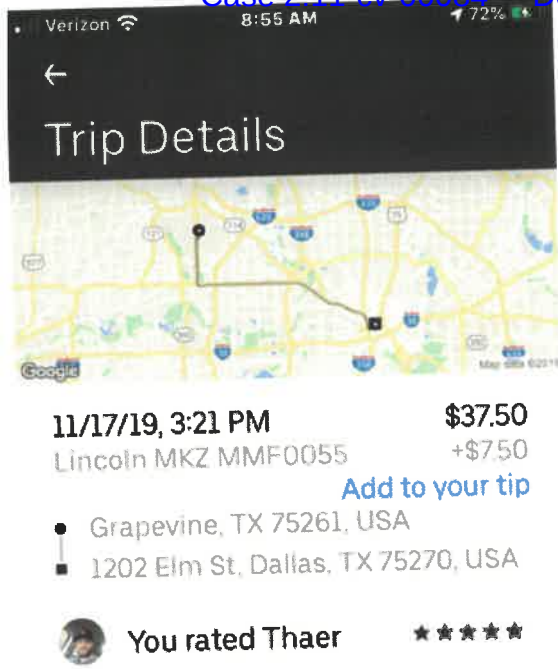 Verizon
8:55 AM
72%
Trip Details
Google
11/17/19, 3:21 PM
$37.50
Lincoln MKZ MMF0055
+$7.50
Add to your tip
Grapevine, TX 75261, USA
1202 Elm St, Dallas, TX 75270, USA
You rated Thaer